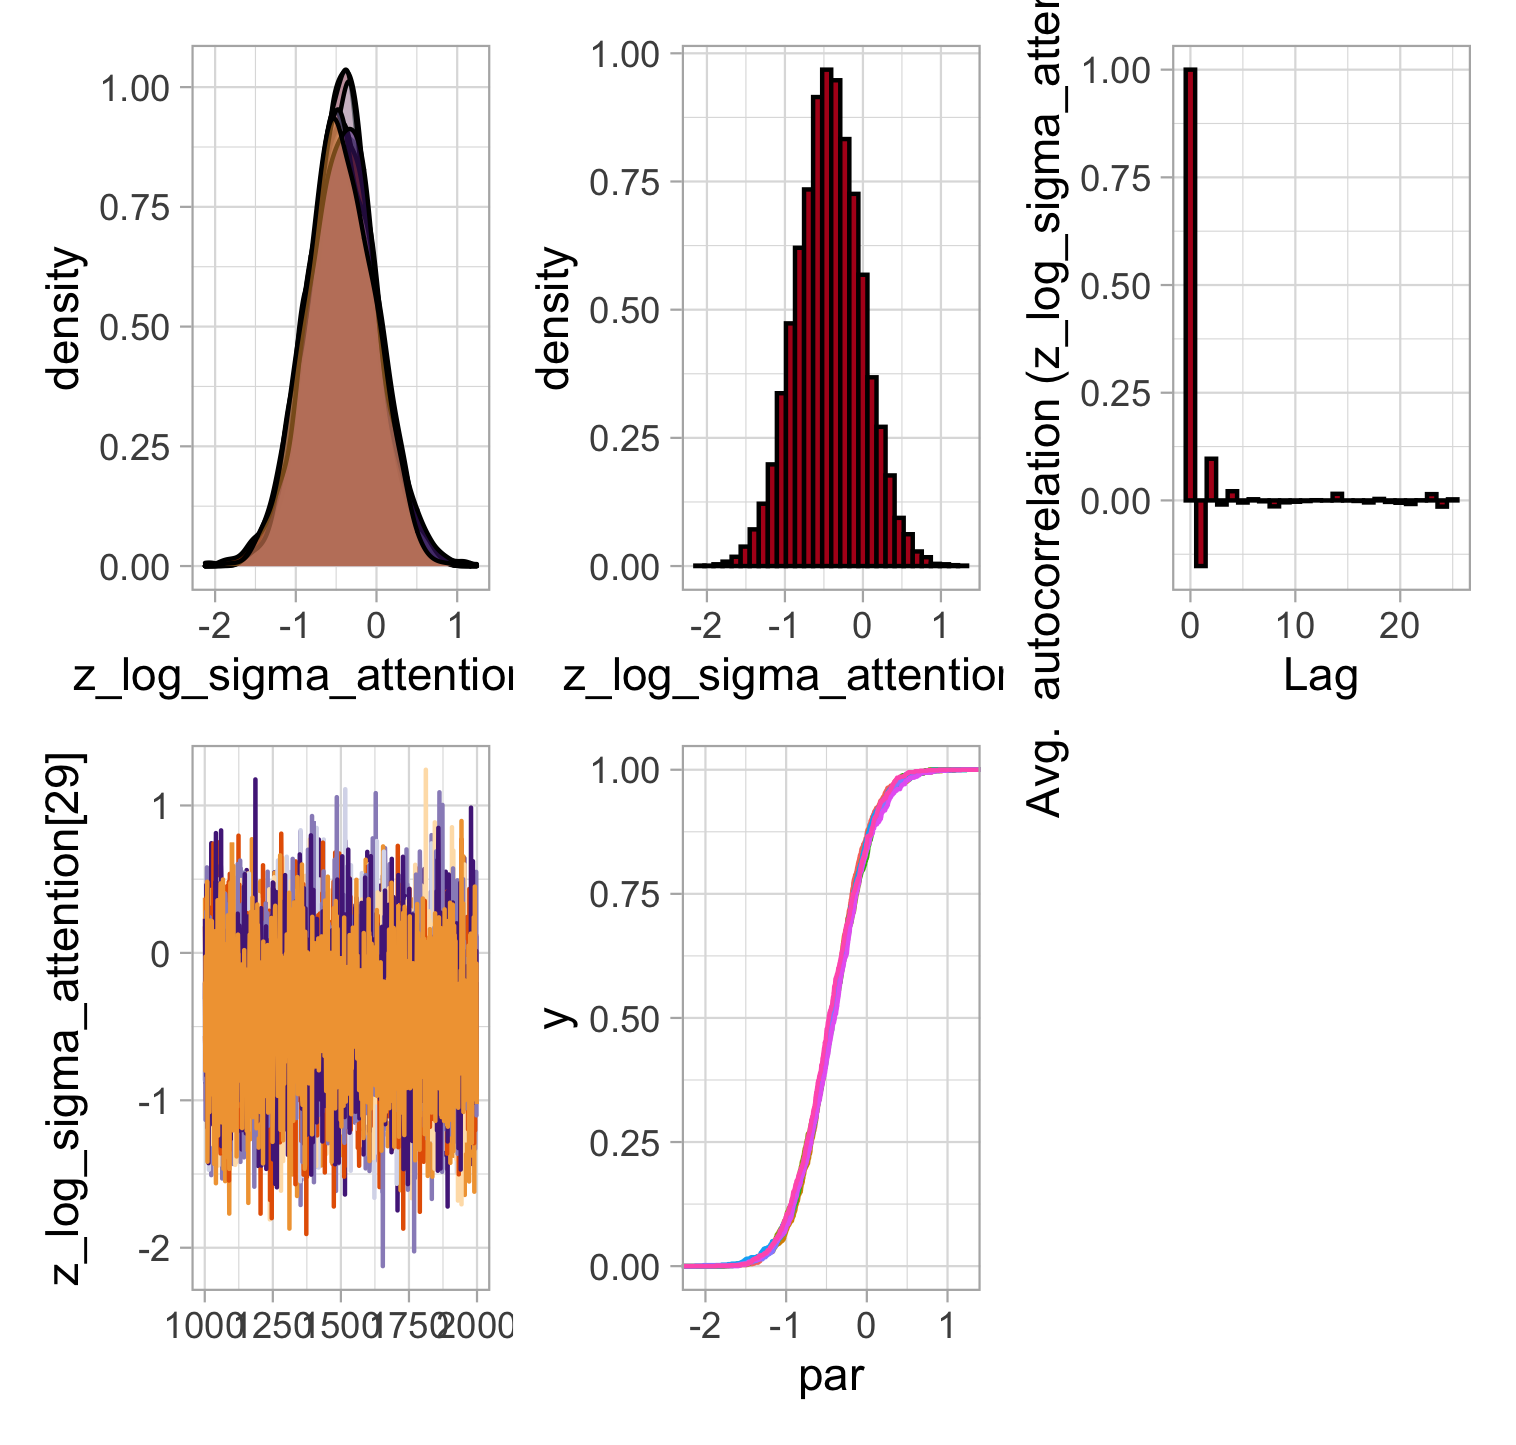 1.00
0.75
0.50
0.25
0.00
density
-2 -1 0 1
z_log_sigma_attention
1.00
0.75
0.50
0.25
0.00
density
-2 -1 0 1
z_log_sigma_attention
1.00
0.75
0.50
0.25
0.00
Avg. autocorrelation (z_log_sigma_atten
0 10 20
Lag
1
0
-1
-2
z_log_sigma_attention[29]
1000 1250 1500 1750 2000
1.00
0.75
0.50
0.25
0.00
y
-2 -1 0 1
par